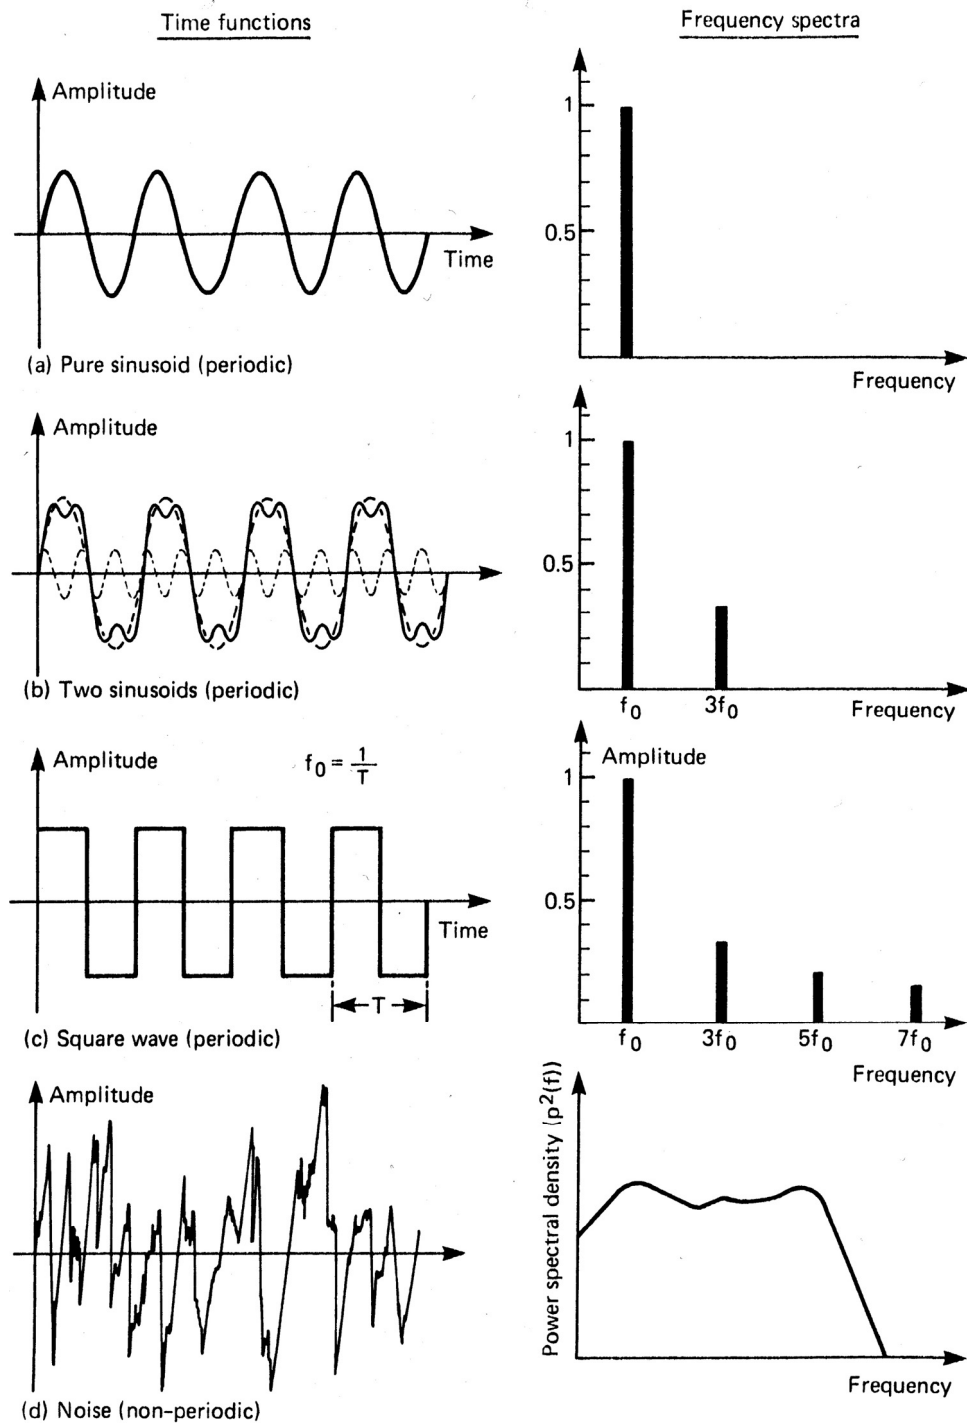 Time functions
Frequency spectra
Amplitude
Time
(a) Pure sinusoid (periodic)
1
0.5
Frequency
Amplitude
(b) Two sinusoids (periodic)
1
0.5
f0
3f0
Frequency
Amplitude
f0 = 1/T
Time
T
(c) Square wave (periodic)
Amplitude
1
0.5
f0
3f0
5f0
7f0
Frequency
Amplitude
(d) Noise (non-periodic)
Power spectral density (p²(f))
Frequency